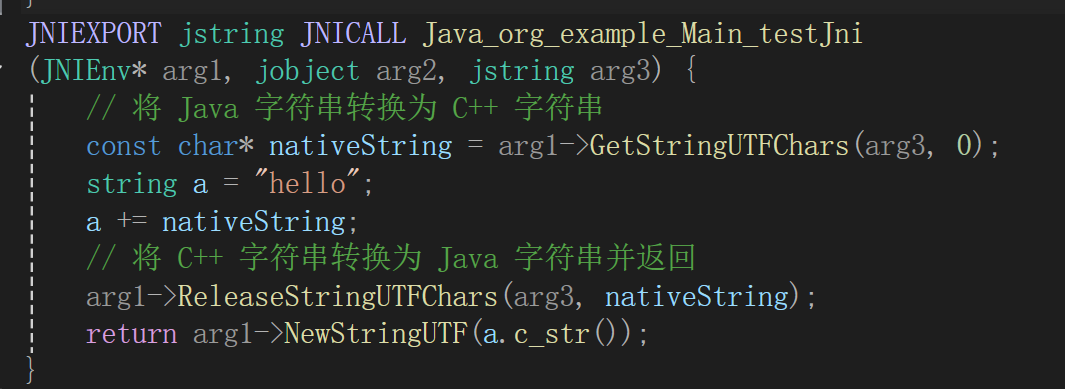 JNIEXPORT jstring JNICALL Java_org_example_Main_testJni
(JNIEnv* arg1, jobject arg2, jstring arg3) {
// 将 Java 字符串转换为 C++ 字符串
const char* nativeString = arg1->GetStringUTFChars(arg3, 0);
string a = "hello";
a += nativeString;
// 将 C++ 字符串转换为 Java 字符串并返回
arg1->ReleaseStringUTFChars(arg3, nativeString);
return arg1->NewStringUTF(a.c_str());
}